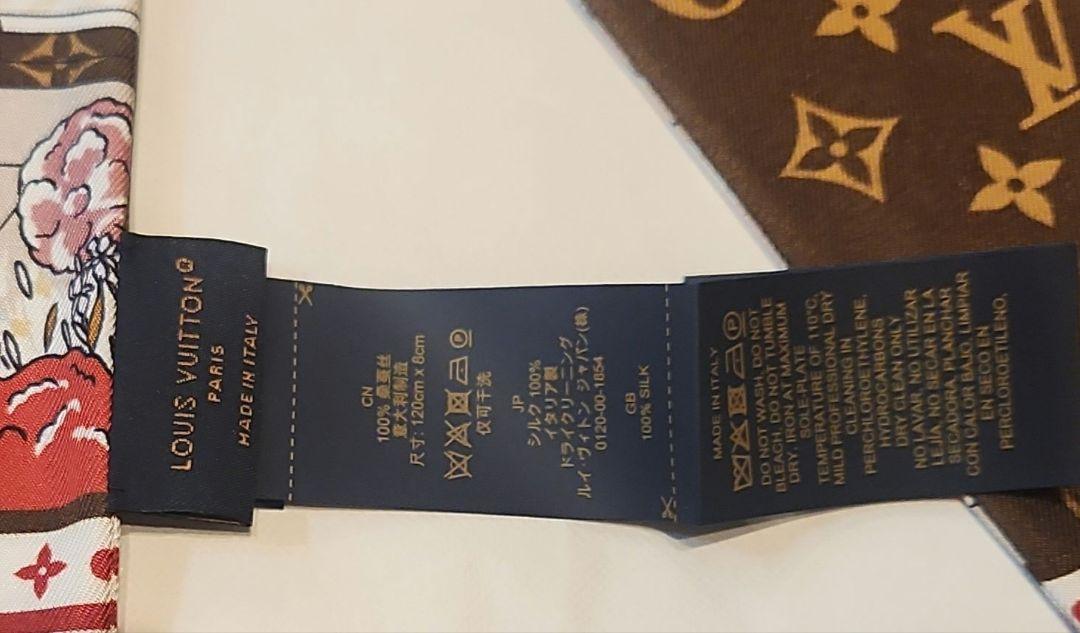 LOUIS VUITTON®
PARIS
MADE IN ITALY
CN
100% 桑蚕丝
意大利制造
尺寸: 120cm x 8cm
仅可干洗
JP
シルク 100%
イタリア製
ドライクリーニング
ルイ・ヴィトン ジャパン(株)
0120-00-1854
GB
100% SILK
MADE IN ITALY
DO NOT WASH. DO NOT
BLEACH. DO NOT TUMBLE
DRY. IRON AT MAXIMUM
SOLE-PLATE
TEMPERATURE OF 110°C.
MILD PROFESSIONAL DRY
CLEANING IN
PERCHLOROETHYLENE,
HYDROCARBONS
DRY CLEAN ONLY
NO LAVAR. NO UTILIZAR
LEJÍA. NO SECAR EN LA
SECADORA. PLANCHAR
CON CALOR BAJO. LIMPIAR
EN SECO EN
PERCLOROETILENO,